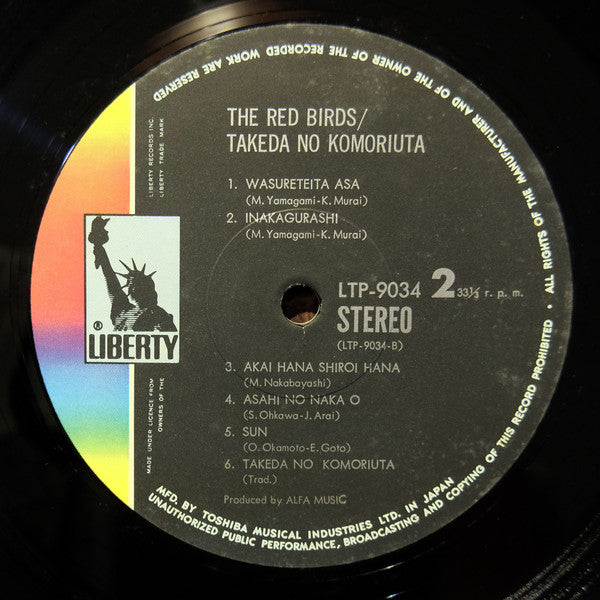 THE RED BIRDS/
TAKEDA NO KOMORIUTA
1. WASURETEITA ASA
(M. Yamagami-K. Murai)
2. INAKAGURASHI
(M. Yamagami-K. Murai)
LTP-9034 2 33⅓ r. p. m.
STEREO
(LTP-9034-B)
3. AKAI HANA SHIROI HANA
(M. Nakabayashi)
4. ASAHI NO NAKA O
(S. Ohkawa-J. Arai)
5. SUN
(O. Okamoto-E. Goto)
6. TAKEDA NO KOMORIUTA
(Trad.)
Produced by ALFA MUSIC
® LIBERTY
LIBERTY RECORDS INC.
LIBERTY TRADE MARK
MADE UNDER LICENCE FROM
OWNERS OF THE
MFD. BY TOSHIBA MUSICAL INDUSTRIES LTD. IN JAPAN
UNAUTHORIZED PUBLIC PERFORMANCE, BROADCASTING AND COPYING OF THIS RECORD PROHIBITED • ALL RIGHTS OF THE MANUFACTURER AND OF THE OWNER OF THE RECORDED WORK ARE RESERVED